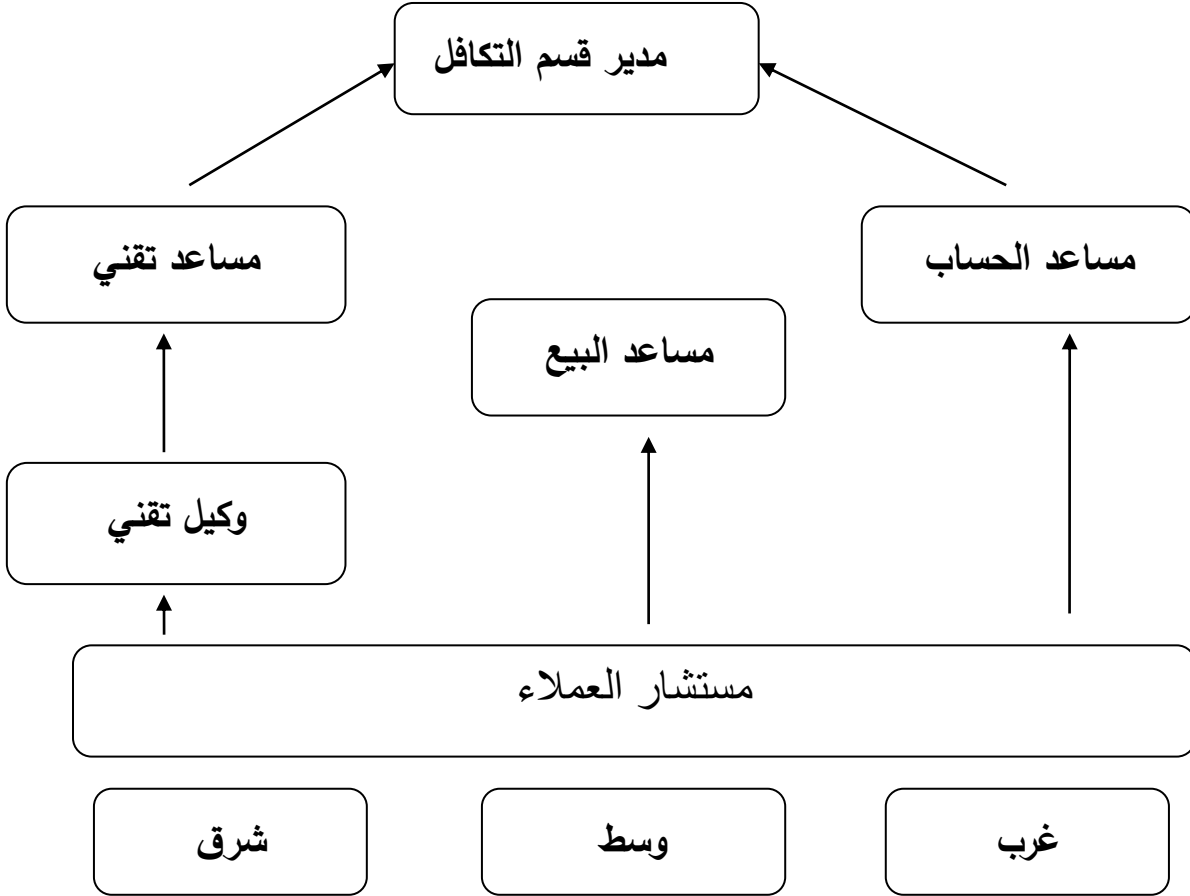 مدير قسم التكافل
مساعد الحساب
مساعد تقني
مساعد البيع
وكيل تقني
مستشار العملاء
غرب
وسط
شرق